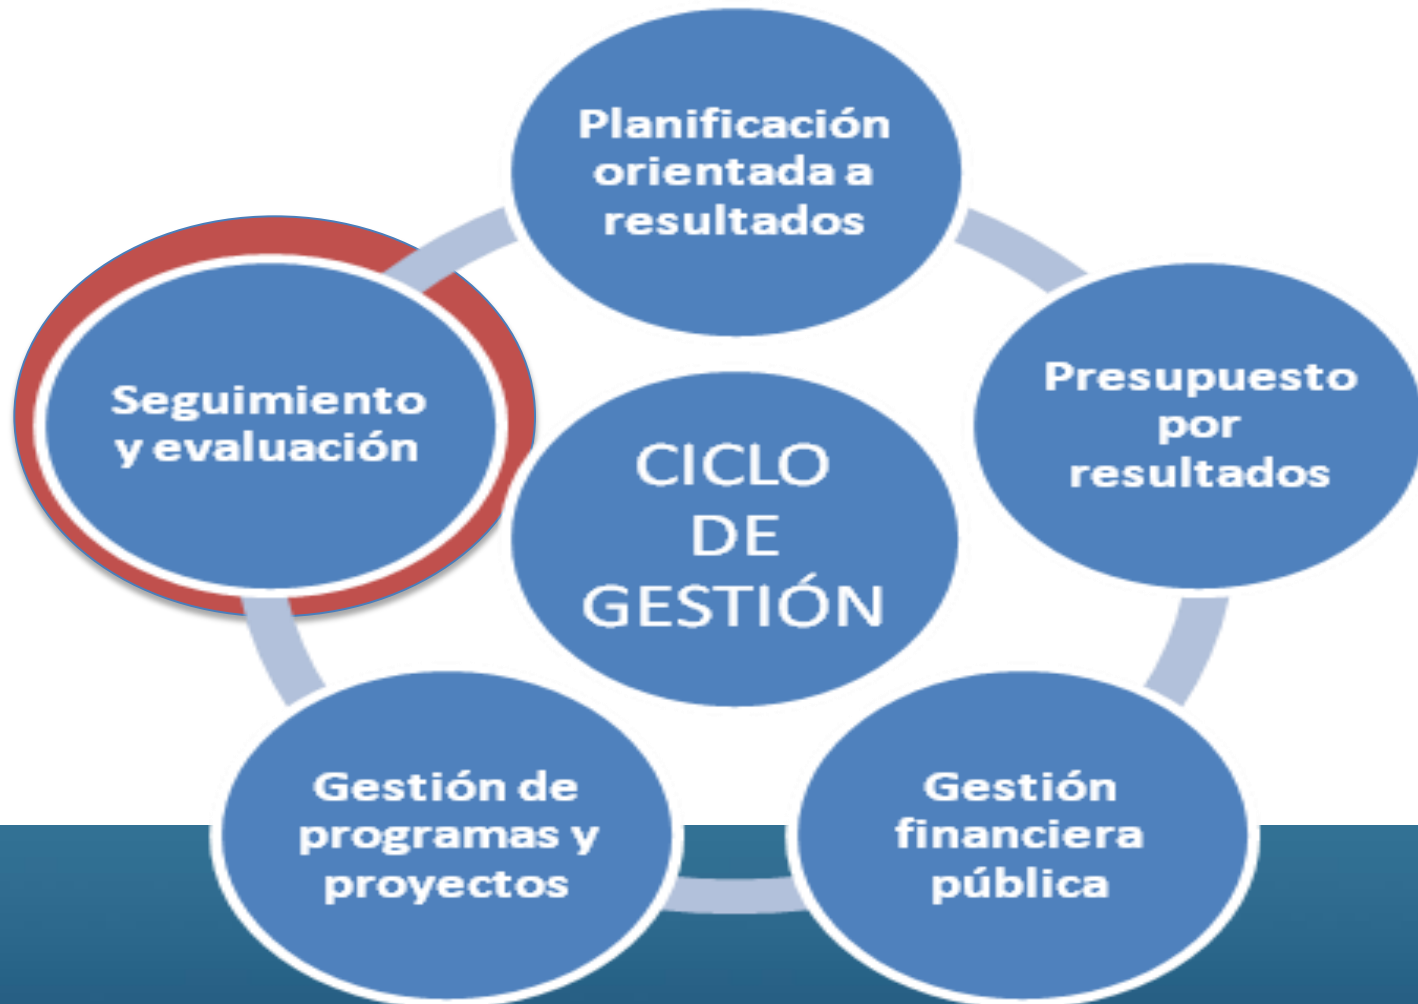 Planificación
orientada a
resultados
Presupuesto
por
resultados
Gestión
financiera
pública
Gestión de
programas y
proyectos
Seguimiento
y evaluación
CICLO
DE
GESTIÓN